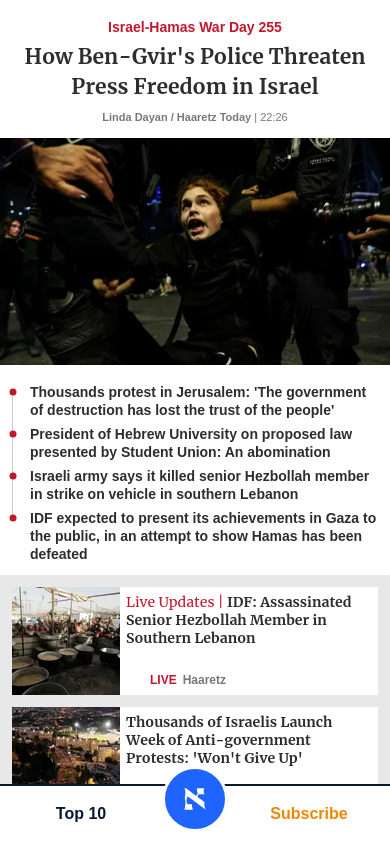 Israel-Hamas War Day 255
How Ben-Gvir's Police Threaten
Press Freedom in Israel
Linda Dayan / Haaretz Today | 22:26
Thousands protest in Jerusalem: 'The government
of destruction has lost the trust of the people'
President of Hebrew University on proposed law
presented by Student Union: An abomination
Israeli army says it killed senior Hezbollah member
in strike on vehicle in southern Lebanon
IDF expected to present its achievements in Gaza to
the public, in an attempt to show Hamas has been
defeated
Live Updates | IDF: Assassinated
Senior Hezbollah Member in
Southern Lebanon
LIVE Haaretz
Thousands of Israelis Launch
Week of Anti-government
Protests: 'Won't Give Up'
Top 10
א
Subscribe